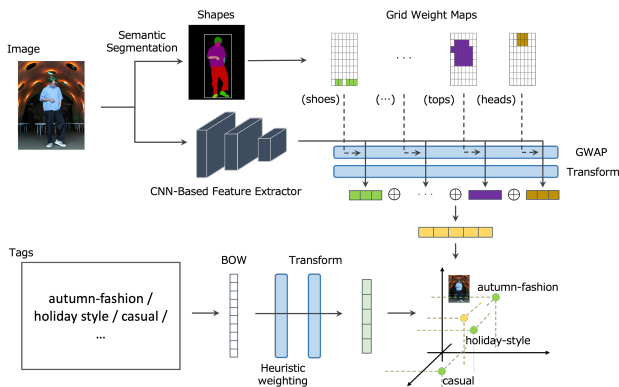 Shapes
Grid Weight Maps
Semantic
Segmentation
Image
(shoes)
(...)
(tops)
(heads)
GWAP
CNN-Based Feature Extractor
Transform
Tags
BOW
Transform
autumn-fashion /
holiday style / casual /
...
autumn-fashion
holiday-style
Heuristic
weighting
casual